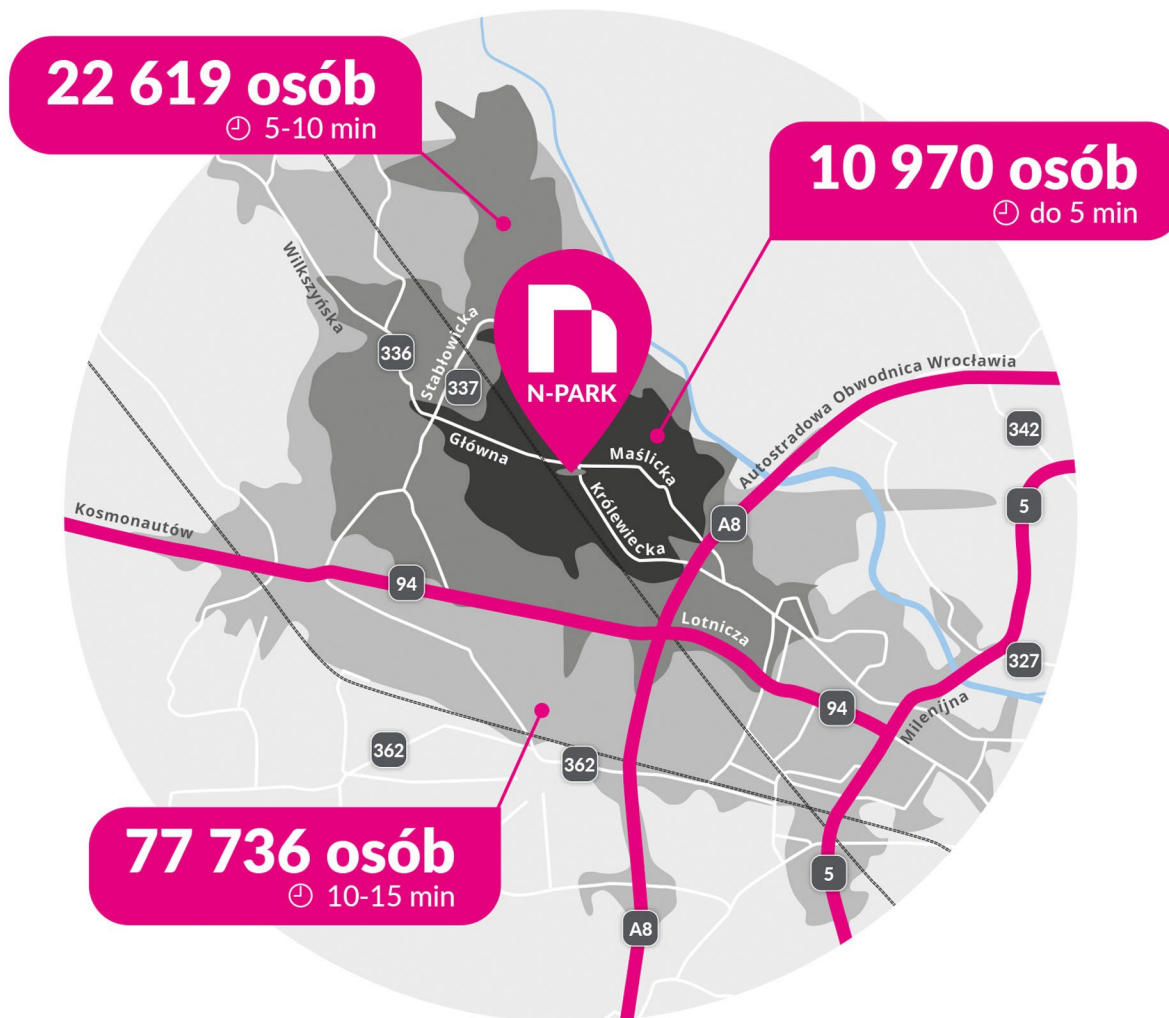 22 619 osób
5-10 min
10 970 osób
do 5 min
Wilkszyńska
336
Stabłowicka
337
N-PARK
Główna
Maślicka
Królewiecka
Autostradowa Obwodnica Wrocławia
342
5
A8
Kosmonautów
94
Lotnicza
327
94
Milenijna
362
362
77 736 osób
10-15 min
5
A8